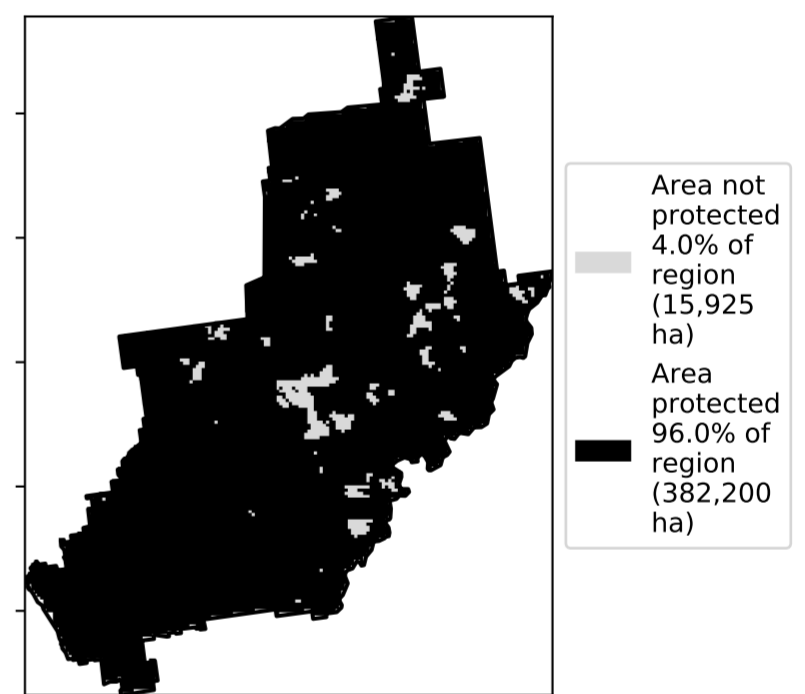 Area not
protected
4.0% of
region
(15,925
ha)
Area
protected
96.0% of
region
(382,200
ha)